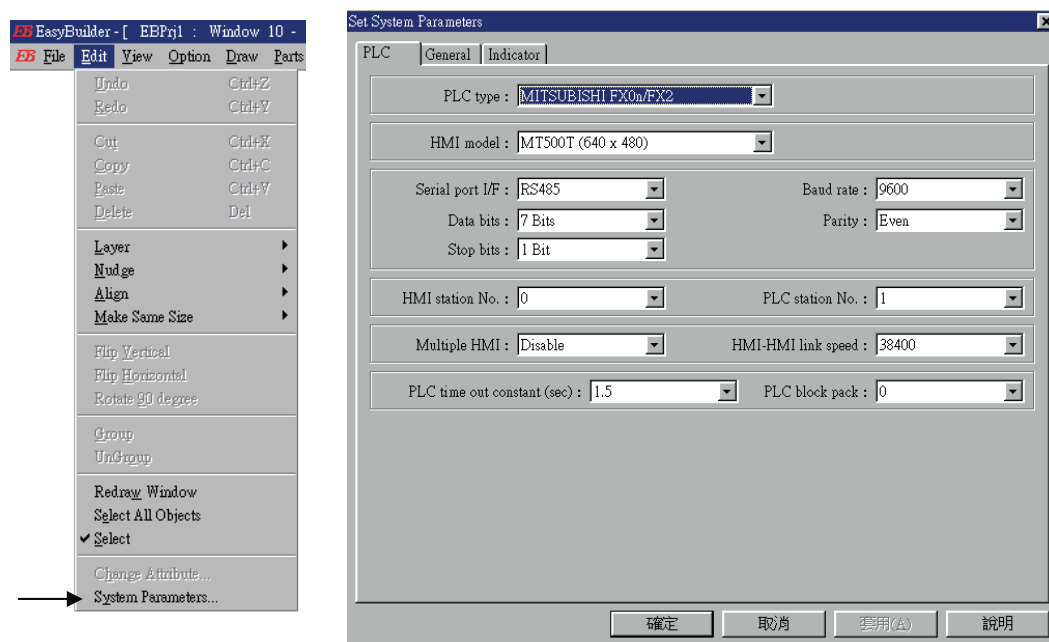 EB EasyBuilder - [ EBPrj1 : Window 10 -
EB File Edit View Option Draw Parts
Undo Ctrl+Z
Redo Ctrl+Y
Cut Ctrl+X
Copy Ctrl+C
Paste Ctrl+V
Delete Del
Layer
Nudge
Align
Make Same Size
Flip Vertical
Flip Horizontal
Rotate 90 degree
Group
UnGroup
Redraw Window
Select All Objects
Select
Change Attribute...
System Parameters...
Set System Parameters
PLC General Indicator
PLC type : MITSUBISHI FX0n/FX2
HMI model : MT500T (640 x 480)
Serial port I/F : RS485 Baud rate : 9600
Data bits : 7 Bits Parity : Even
Stop bits : 1 Bit
HMI station No. : 0 PLC station No. : 1
Multiple HMI : Disable HMI-HMI link speed : 38400
PLC time out constant (sec) : 1.5 PLC block pack : 0
確定 取消 套用(A) 說明